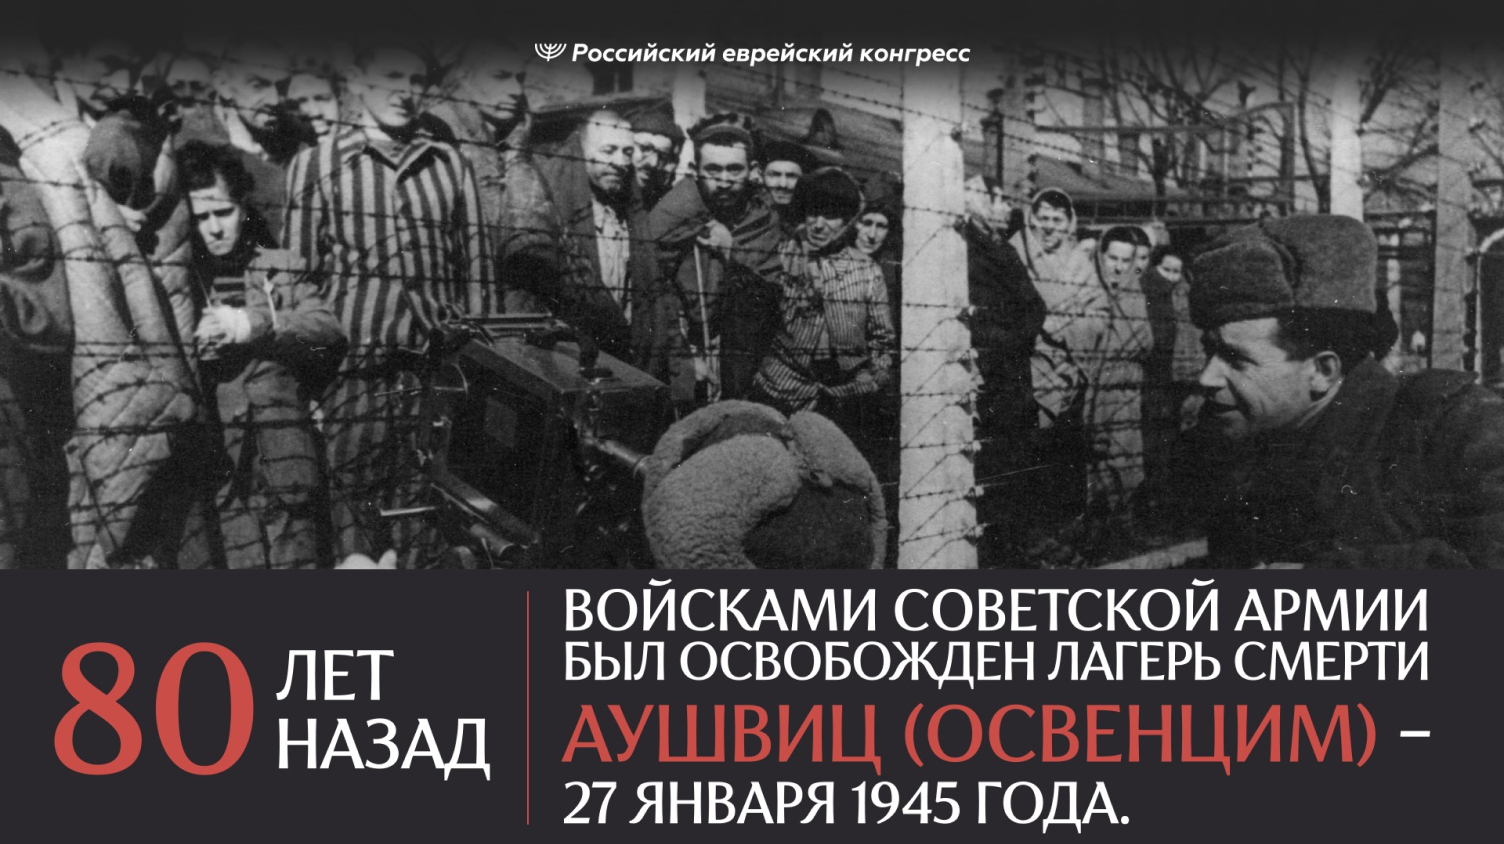 Российский еврейский конгресс
80 ЛЕТ НАЗАД
ВОЙСКАМИ СОВЕТСКОЙ АРМИИ
БЫЛ ОСВОБОЖДЕН ЛАГЕРЬ СМЕРТИ
АУШВИЦ (ОСВЕНЦИМ) –
27 ЯНВАРЯ 1945 ГОДА.